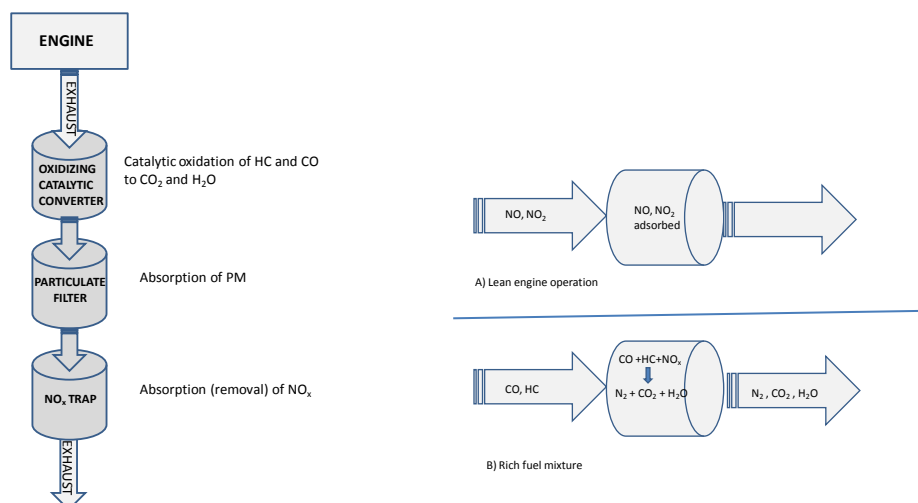 ENGINE
EXHAUST
OXIDIZING
CATALYTIC
CONVERTER
Catalytic oxidation of HC and CO
to CO₂ and H₂O
PARTICULATE
FILTER
Absorption of PM
NOₓ TRAP
Absorption (removal) of NOₓ
EXHAUST
NO, NO₂
NO, NO₂
adsorbed
A) Lean engine operation
CO, HC
CO +HC+NOₓ
N₂ + CO₂ + H₂O
N₂ , CO₂ , H₂O
B) Rich fuel mixture